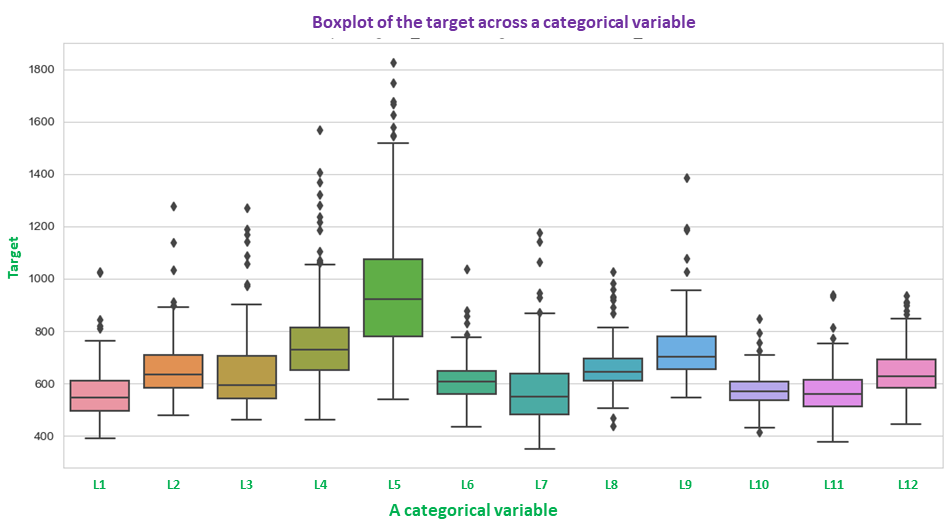 Boxplot of the target across a categorical variable
1800
1600
1400
1200
1000
800
600
400
Target
L1 L2 L3 L4 L5 L6 L7 L8 L9 L10 L11 L12
A categorical variable